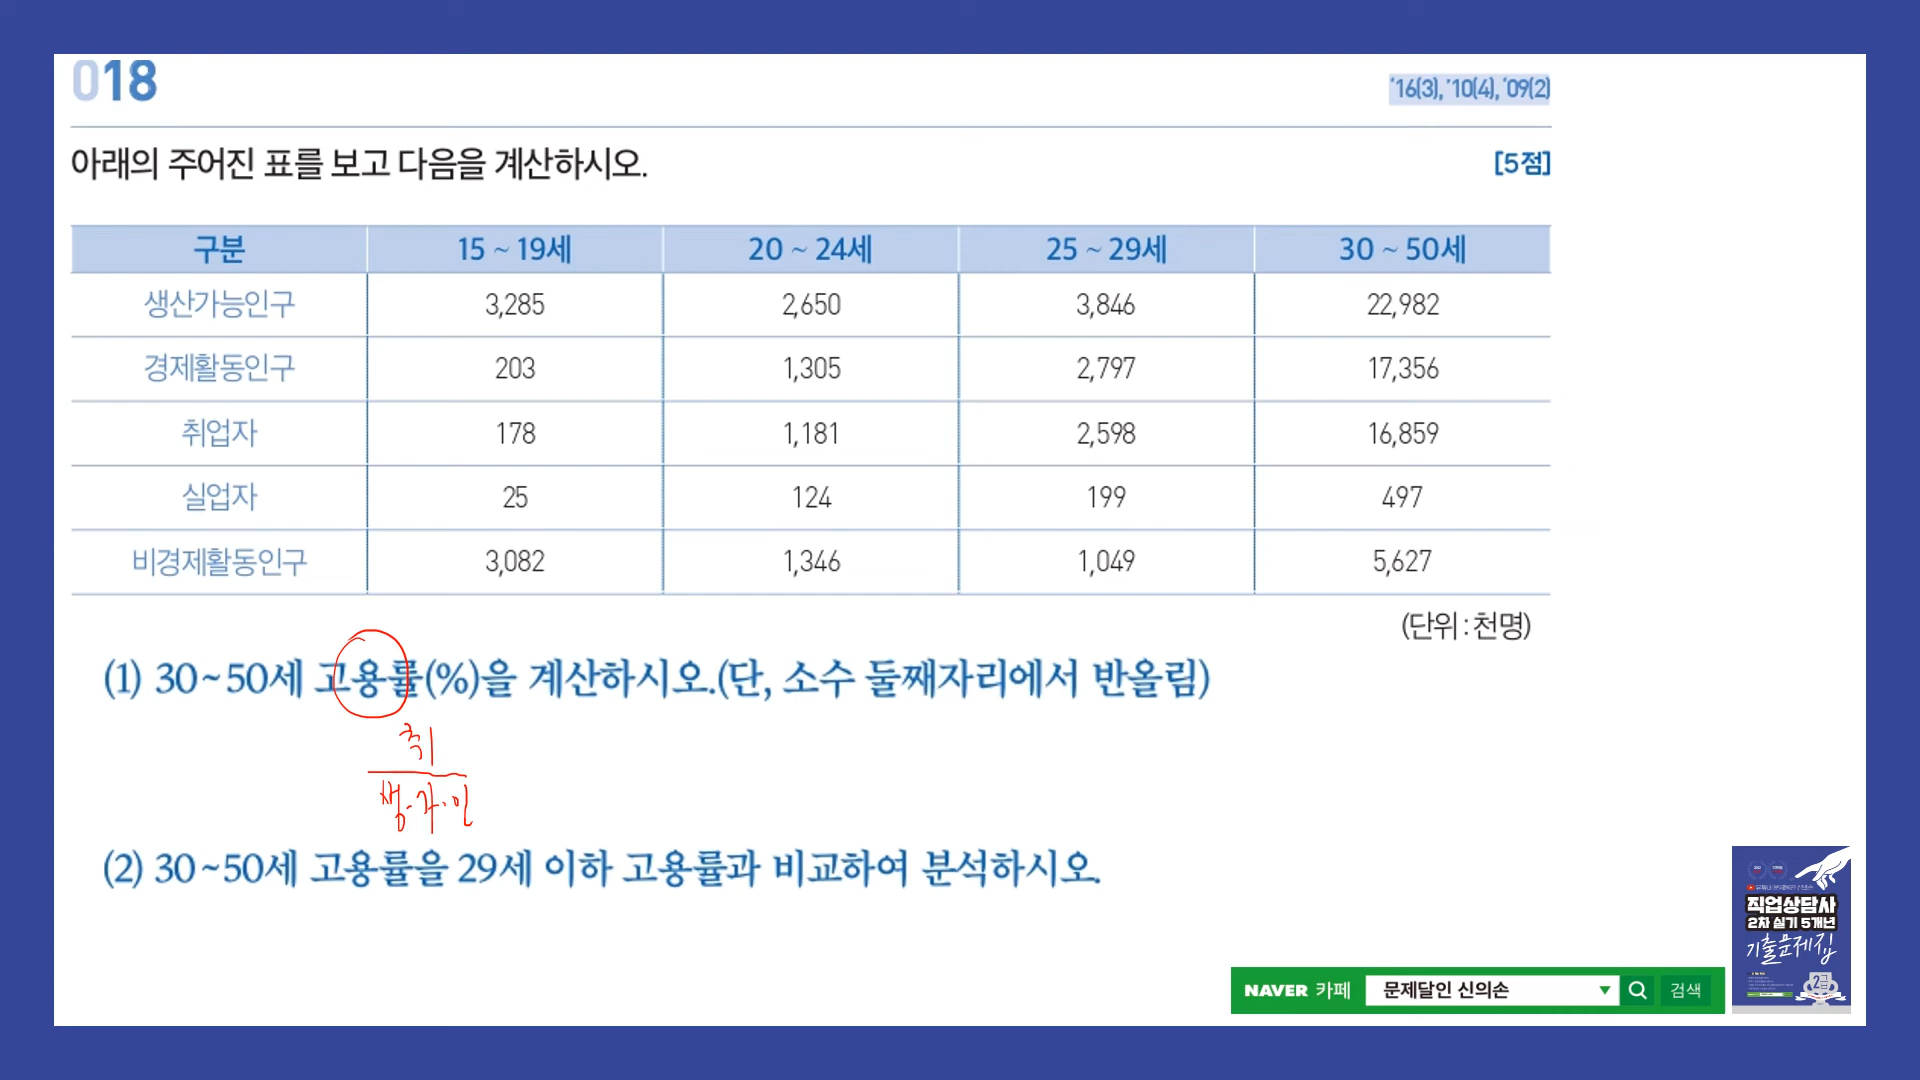 018
'16(3), '10(4), '09(2)
아래의 주어진 표를 보고 다음을 계산하시오. [5점]
구분 15 ~ 19세 20 ~ 24세 25 ~ 29세 30 ~ 50세
생산가능인구 3,285 2,650 3,846 22,982
경제활동인구 203 1,305 2,797 17,356
취업자 178 1,181 2,598 16,859
실업자 25 124 199 497
비경제활동인구 3,082 1,346 1,049 5,627
(단위 : 천명)
(1) 30~50세 고용률(%)을 계산하시오.(단, 소수 둘째자리에서 반올림)
취
생.가.인
(2) 30~50세 고용률을 29세 이하 고용률과 비교하여 분석하시오.
직업상담사
2차 실기 5개년
기출문제집
2급
NAVER 카페 문제달인 신의손 검색